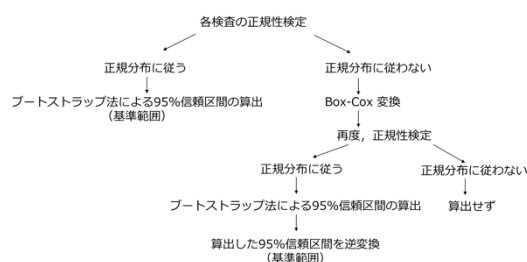 各検査の正規性検定
正規分布に従う
正規分布に従わない
ブートストラップ法による95%信頼区間の算出
（基準範囲）
Box-Cox 変換
再度，正規性検定
正規分布に従う
正規分布に従わない
ブートストラップ法による95%信頼区間の算出
算出せず
算出した95%信頼区間を逆変換
（基準範囲）